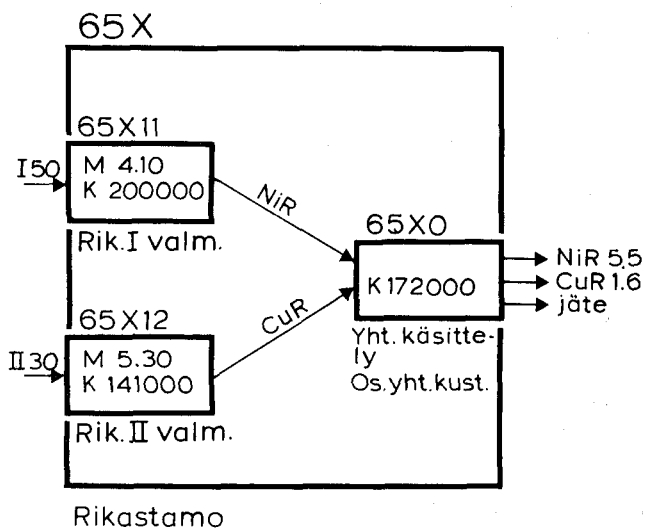 65X
65X11
I50
M 4.10
K 200000
Rik.I valm.
NiR
65X12
II30
M 5.30
K 141000
Rik.II valm.
CuR
65X0
K172000
Yht. käsitte-
ly
Os.yht.kust.
NiR 5.5
CuR 1.6
jäte
Rikastamo